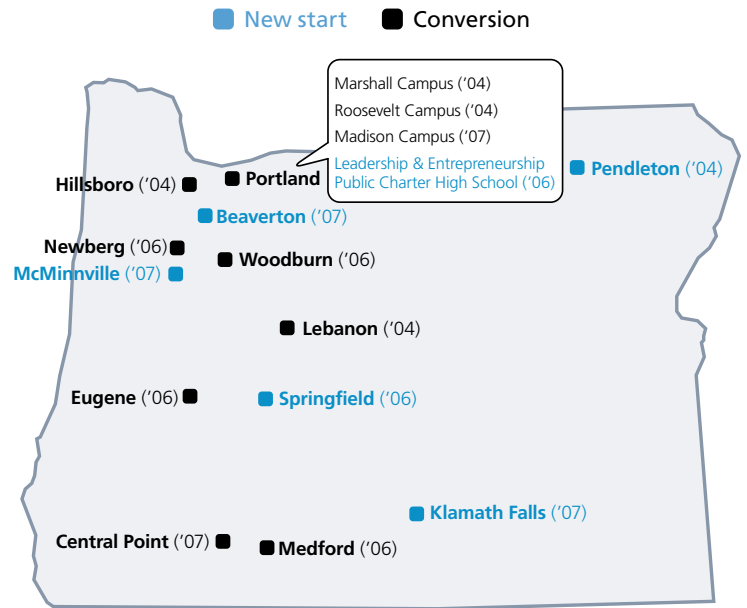 New start Conversion
Marshall Campus (’04)
Roosevelt Campus (’04)
Madison Campus (’07)
Leadership & Entrepreneurship
Public Charter High School (’06)
Pendleton (’04)
Hillsboro (’04)
Portland
Beaverton (’07)
Newberg (’06)
Woodburn (’06)
McMinnville (’07)
Lebanon (’04)
Eugene (’06)
Springfield (’06)
Klamath Falls (’07)
Central Point (’07)
Medford (’06)